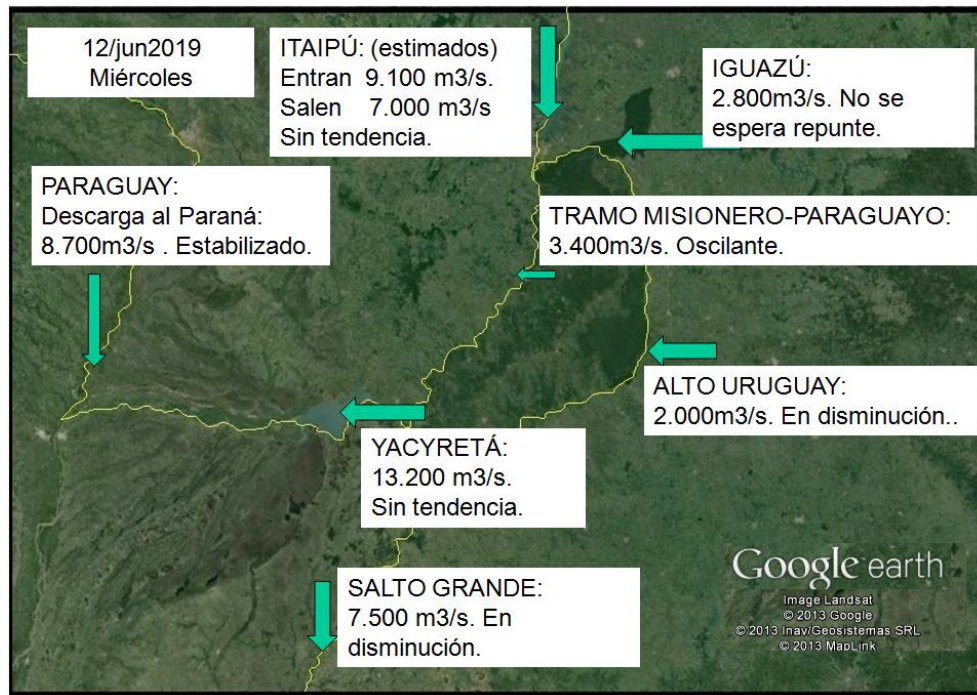 12/jun2019
Miércoles
ITAIPÚ: (estimados)
Entran 9.100 m3/s.
Salen 7.000 m3/s
Sin tendencia.
IGUAZÚ:
2.800m3/s. No se
espera repunte.
PARAGUAY:
Descarga al Paraná:
8.700m3/s . Estabilizado.
TRAMO MISIONERO-PARAGUAYO:
3.400m3/s. Oscilante.
ALTO URUGUAY:
2.000m3/s. En disminución..
YACYRETÁ:
13.200 m3/s.
Sin tendencia.
SALTO GRANDE:
7.500 m3/s. En
disminución.
Google earth
Image Landsat
© 2013 Google
© 2013 Inav/Geosistemas SRL
© 2013 MapLink